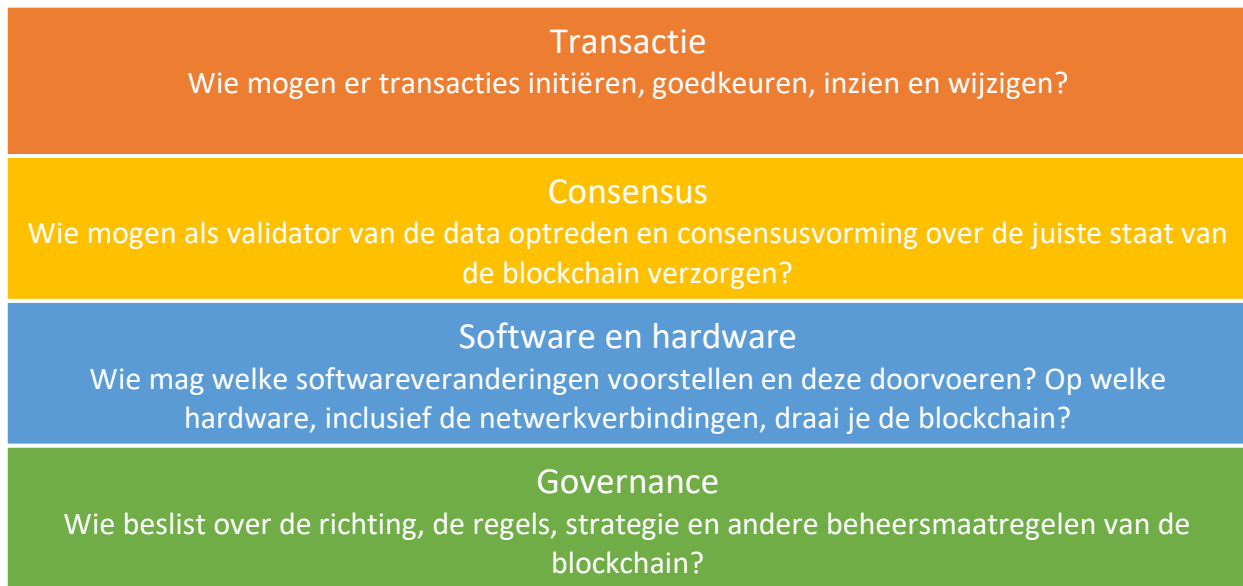 Transactie
Wie mogen er transacties initiëren, goedkeuren, inzien en wijzigen?
Consensus
Wie mogen als validator van de data optreden en consensusvorming over de juiste staat van
de blockchain verzorgen?
Software en hardware
Wie mag welke softwareveranderingen voorstellen en deze doorvoeren? Op welke
hardware, inclusief de netwerkverbindingen, draai je de blockchain?
Governance
Wie beslist over de richting, de regels, strategie en andere beheersmaatregelen van de
blockchain?